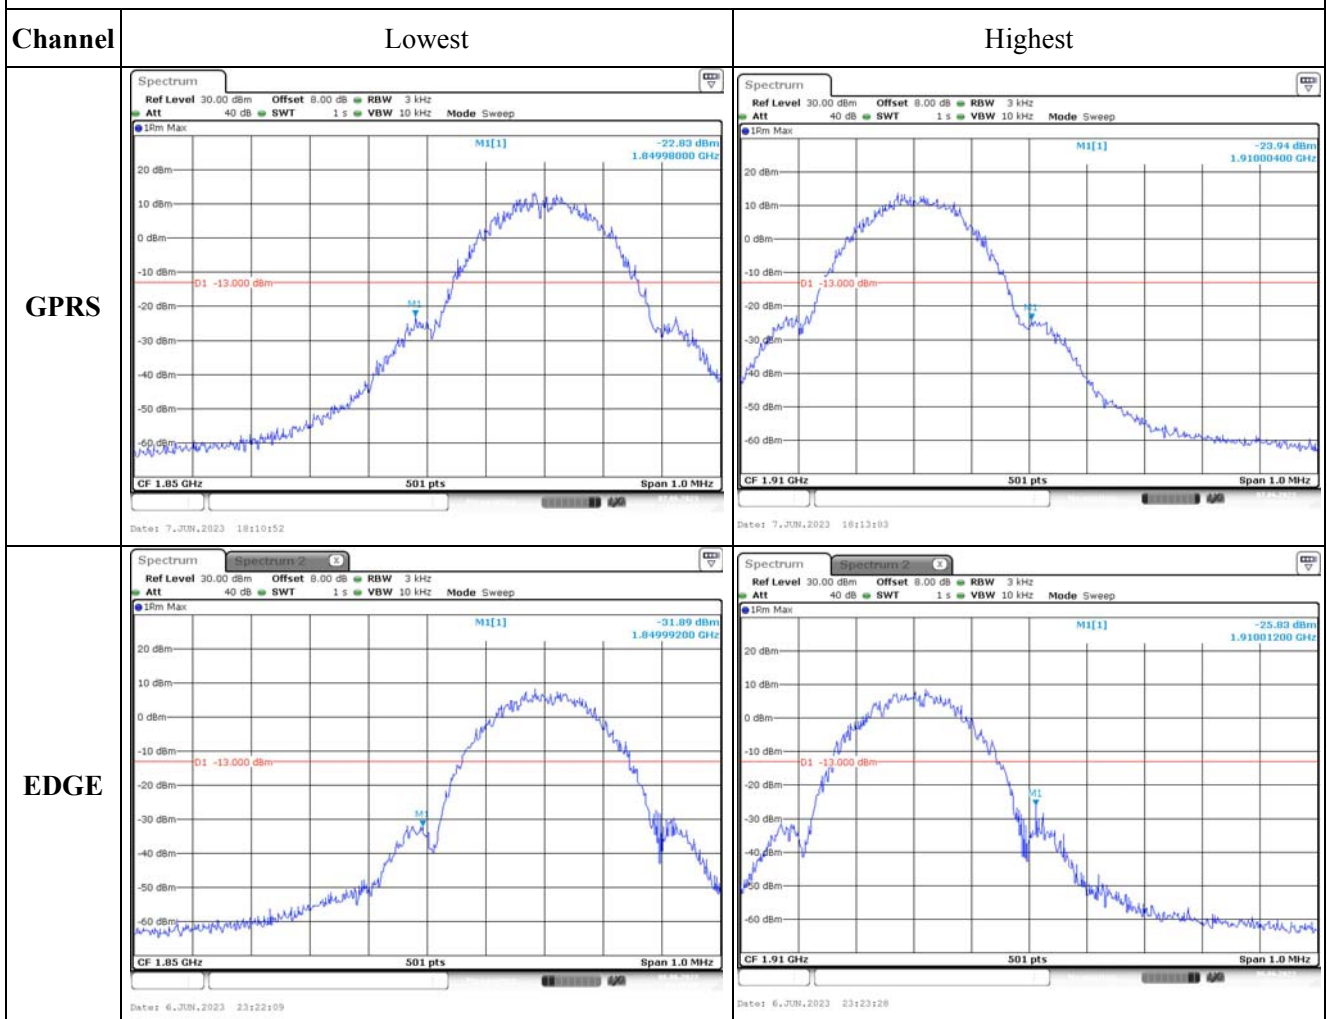 Channel
Lowest
Highest
GPRS
Spectrum
Ref Level 30.00 dBm Offset 8.00 dB RBW 3 kHz
Att 40 dB SWT 1 s VBW 10 kHz Mode Sweep
1Rm Max
M1[1] -22.83 dBm
1.84998000 GHz
20 dBm
10 dBm
0 dBm
-10 dBm
D1 -13.000 dBm
M1
-20 dBm
-30 dBm
-40 dBm
-50 dBm
-60 dBm
CF 1.85 GHz 501 pts Span 1.0 MHz
Date: 7.JUN.2023 18:10:52
Spectrum
Ref Level 30.00 dBm Offset 8.00 dB RBW 3 kHz
Att 40 dB SWT 1 s VBW 10 kHz Mode Sweep
1Rm Max
M1[1] -23.94 dBm
1.91000400 GHz
20 dBm
10 dBm
0 dBm
-10 dBm
D1 -13.000 dBm
-20 dBm
M1
-30 dBm
-40 dBm
-50 dBm
-60 dBm
CF 1.91 GHz 501 pts Span 1.0 MHz
Date: 7.JUN.2023 18:13:03
EDGE
Spectrum Spectrum 2 X
Ref Level 30.00 dBm Offset 8.00 dB RBW 3 kHz
Att 40 dB SWT 1 s VBW 10 kHz Mode Sweep
1Rm Max
M1[1] -31.89 dBm
1.84999200 GHz
20 dBm
10 dBm
0 dBm
-10 dBm
D1 -13.000 dBm
-20 dBm
M1
-30 dBm
-40 dBm
-50 dBm
-60 dBm
CF 1.85 GHz 501 pts Span 1.0 MHz
Date: 6.JUN.2023 23:22:09
Spectrum Spectrum 2 X
Ref Level 30.00 dBm Offset 8.00 dB RBW 3 kHz
Att 40 dB SWT 1 s VBW 10 kHz Mode Sweep
1Rm Max
M1[1] -25.83 dBm
1.91001200 GHz
20 dBm
10 dBm
0 dBm
-10 dBm
D1 -13.000 dBm
-20 dBm
M1
-30 dBm
-40 dBm
-50 dBm
-60 dBm
CF 1.91 GHz 501 pts Span 1.0 MHz
Date: 6.JUN.2023 23:23:28